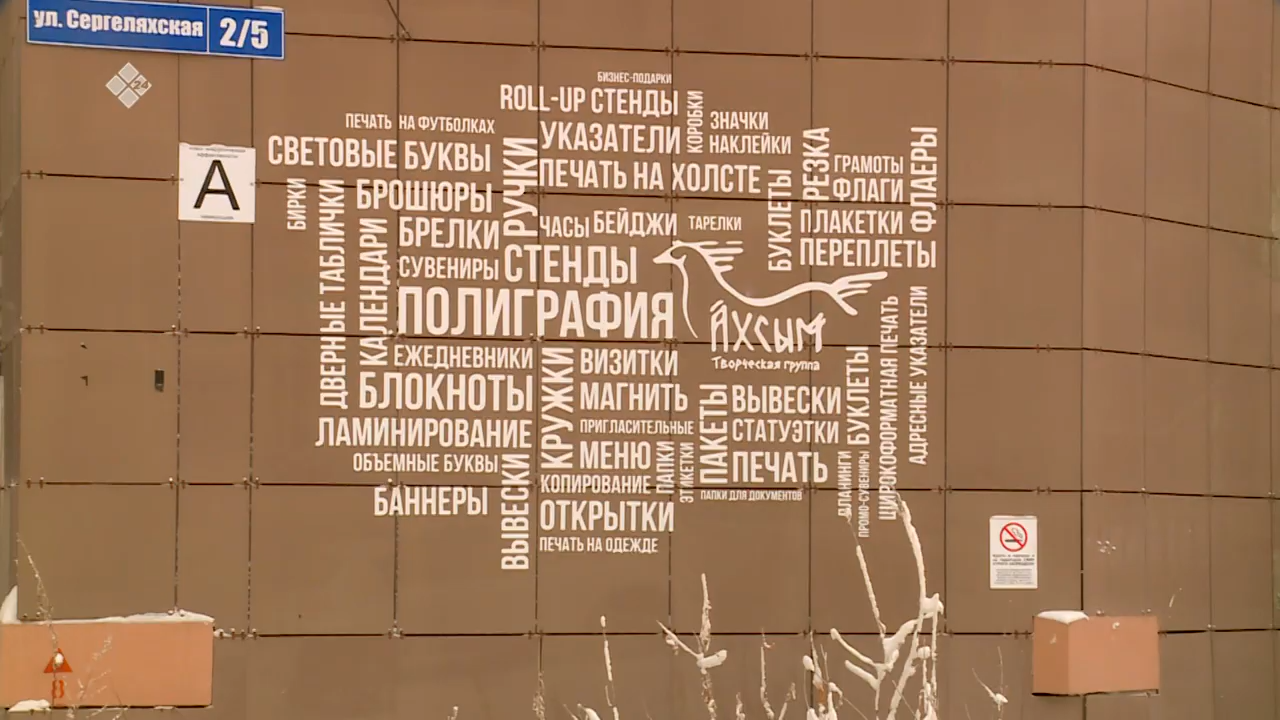 ул. Сергеляхская 2/5
24
А
БИЗНЕС-ПОДАРКИ
ROLL-UP СТЕНДЫ
КОРОБКИ
ЗНАЧКИ
НАКЛЕЙКИ
ПЕЧАТЬ НА ФУТБОЛКАХ
УКАЗАТЕЛИ
СВЕТОВЫЕ БУКВЫ
РУЧКИ
ПЕЧАТЬ НА ХОЛСТЕ
БУКЛЕТЫ
РЕЗКА
ГРАМОТЫ
ФЛАГИ
ФЛАЕРЫ
БИРКИ
ДВЕРНЫЕ ТАБЛИЧКИ
БРОШЮРЫ
КАЛЕНДАРИ
БРЕЛКИ
ЧАСЫ
БЕЙДЖИ
ТАРЕЛКИ
ПЛАКЕТКИ
ПЕРЕПЛЕТЫ
СУВЕНИРЫ
СТЕНДЫ
ПОЛИГРАФИЯ
АХСЫМ
Творческая группа
ЕЖЕДНЕВНИКИ
КРУЖКИ
ВИЗИТКИ
БЛОКНОТЫ
МАГНИТЬ
ПАКЕТЫ
ВЫВЕСКИ
БУКЛЕТЫ
ШИРОКОФОРМАТНАЯ ПЕЧАТЬ
АДРЕСНЫЕ УКАЗАТЕЛИ
ЛАМИНИРОВАНИЕ
ПРИГЛАСИТЕЛЬНЫЕ
СТАТУЭТКИ
ОБЪЕМНЫЕ БУКВЫ
МЕНЮ
ПАПКИ
ЭТИКЕТКИ
ПЕЧАТЬ
ПЛАНИНГИ
ПРОМО-СУВЕНИРЫ
БАННЕРЫ
ВЫВЕСКИ
КОПИРОВАНИЕ
ПАПКИ ДЛЯ ДОКУМЕНТОВ
ОТКРЫТКИ
ПЕЧАТЬ НА ОДЕЖДЕ